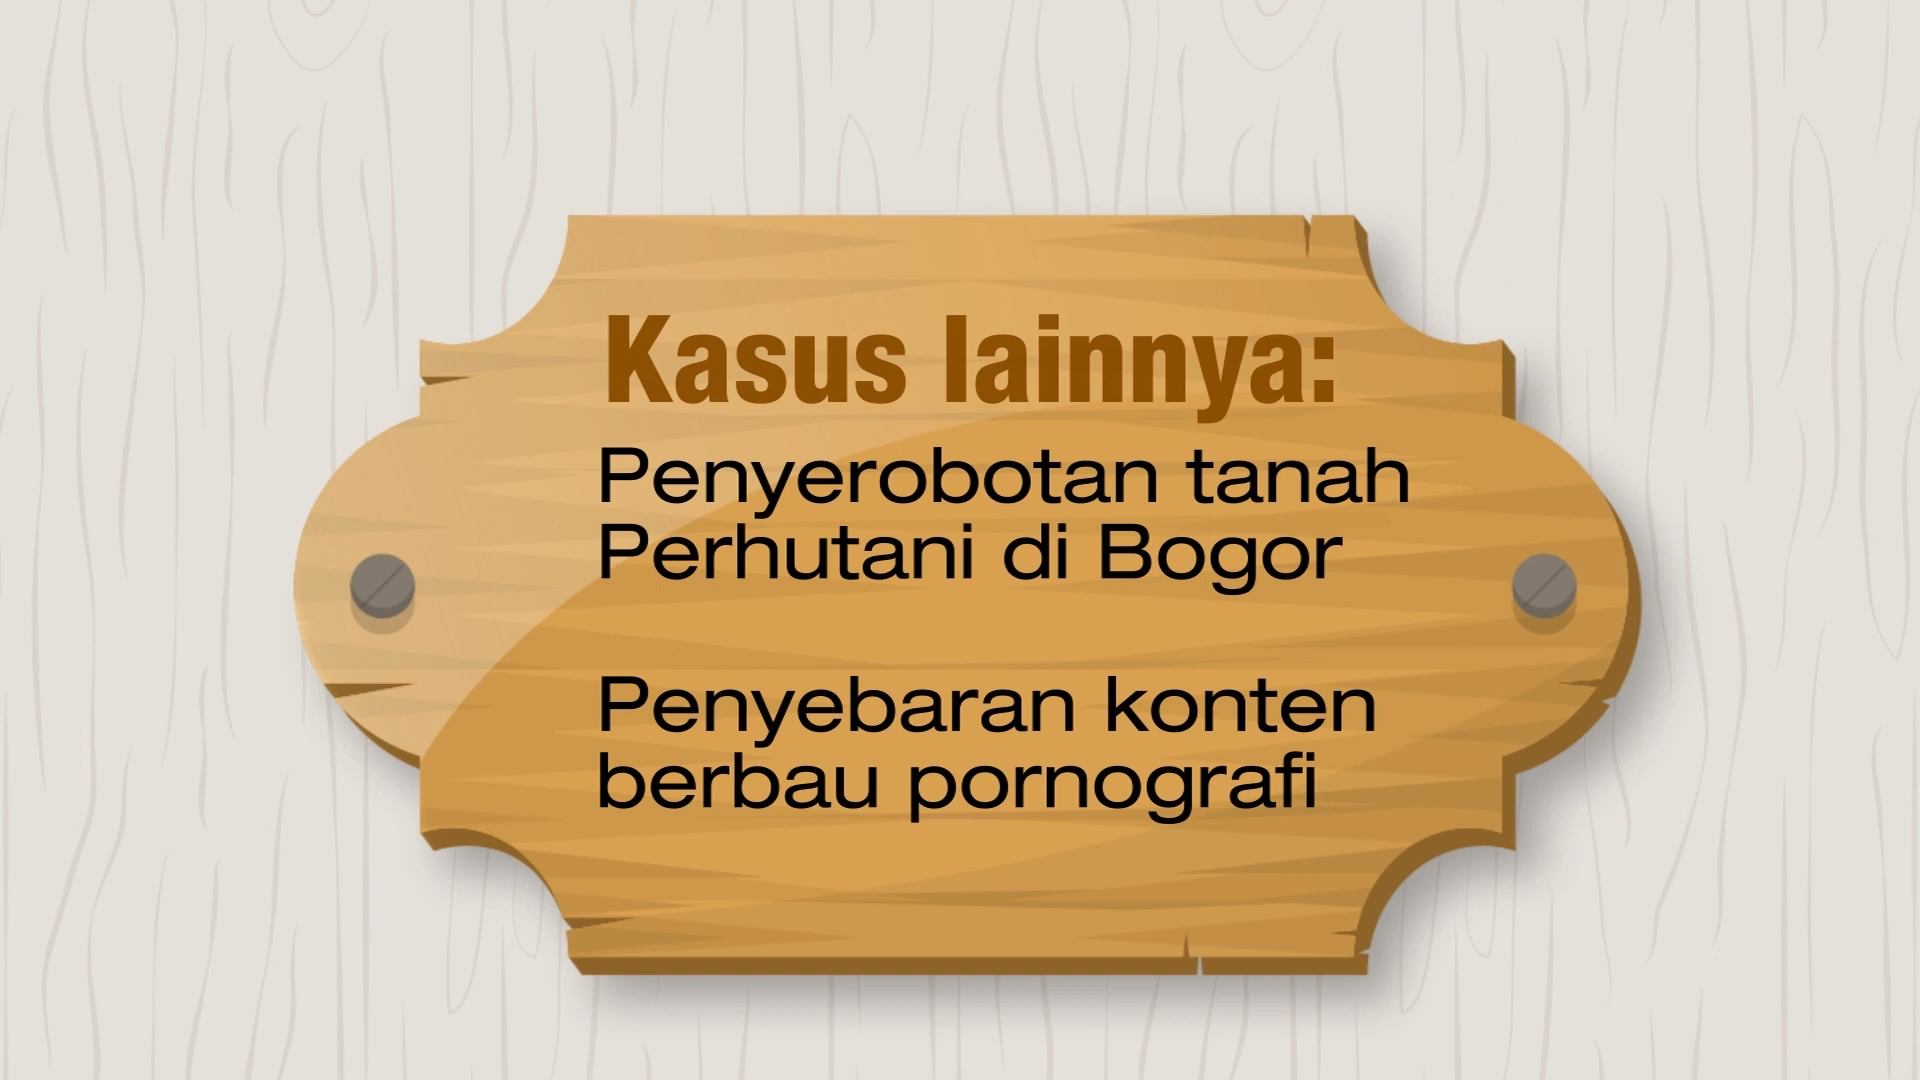 Kasus lainnya:
Penyerobotan tanah
Perhutani di Bogor
Penyebaran konten
berbau pornografi